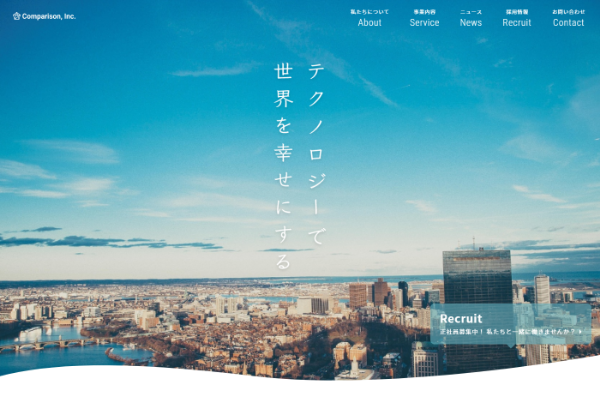 Comparison, Inc.
私たちについて
About
事業内容
Service
ニュース
News
採用情報
Recruit
お問い合わせ
Contact
テクノロジーで
世界を幸せにする
Recruit
正社員募集中！ 私たちと一緒に働きませんか？